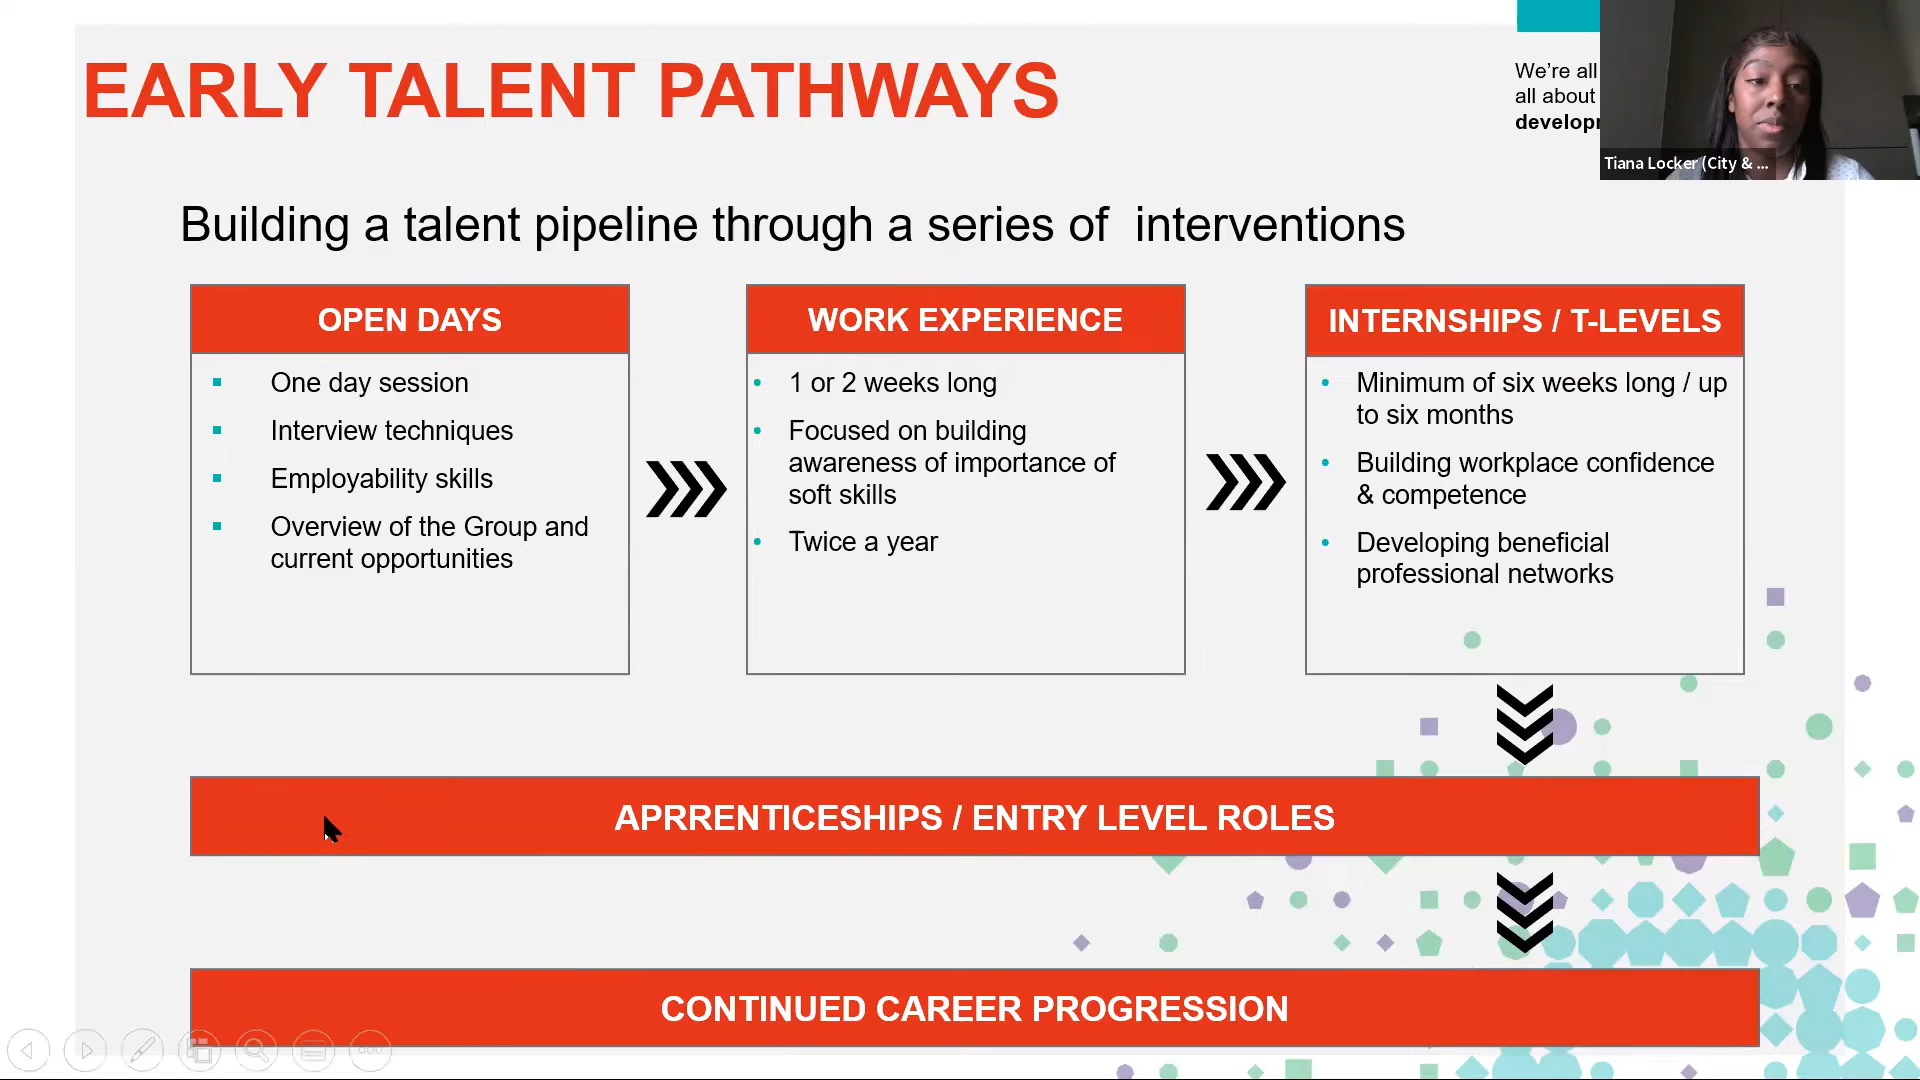 EARLY TALENT PATHWAYS
We’re all
all about
Tiana Locker (City & ...
Building a talent pipeline through a series of interventions
OPEN DAYS
One day session
Interview techniques
Employability skills
Overview of the Group and
current opportunities
WORK EXPERIENCE
1 or 2 weeks long
Focused on building
awareness of importance of
soft skills
Twice a year
INTERNSHIPS / T-LEVELS
Minimum of six weeks long / up
to six months
Building workplace confidence
& competence
Developing beneficial
professional networks
APRRENTICESHIPS / ENTRY LEVEL ROLES
CONTINUED CAREER PROGRESSION